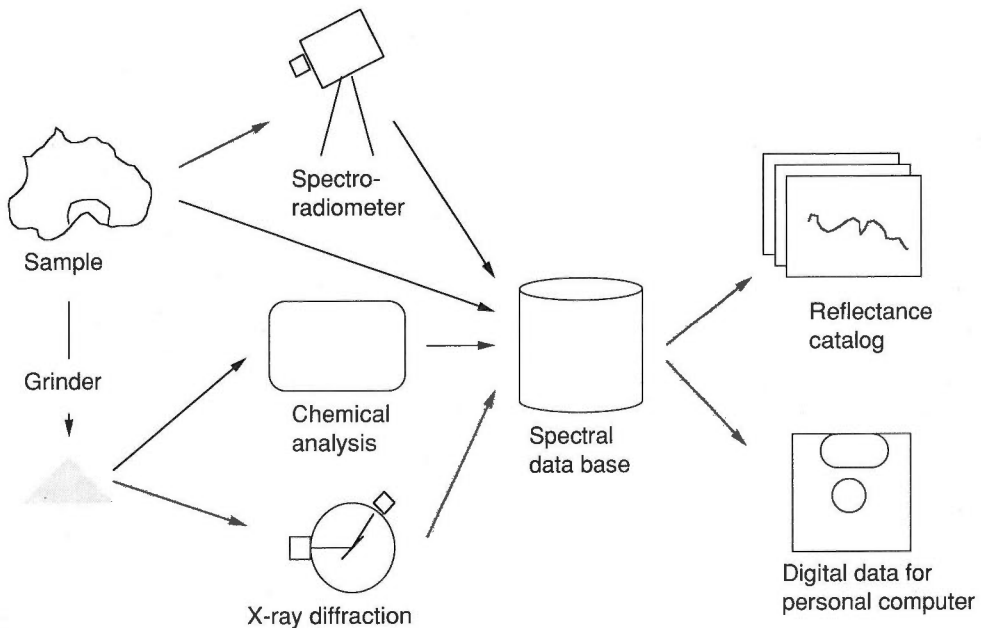 Spectro-
radiometer
Sample
Grinder
Chemical
analysis
X-ray diffraction
Spectral
data base
Reflectance
catalog
Digital data for
personal computer